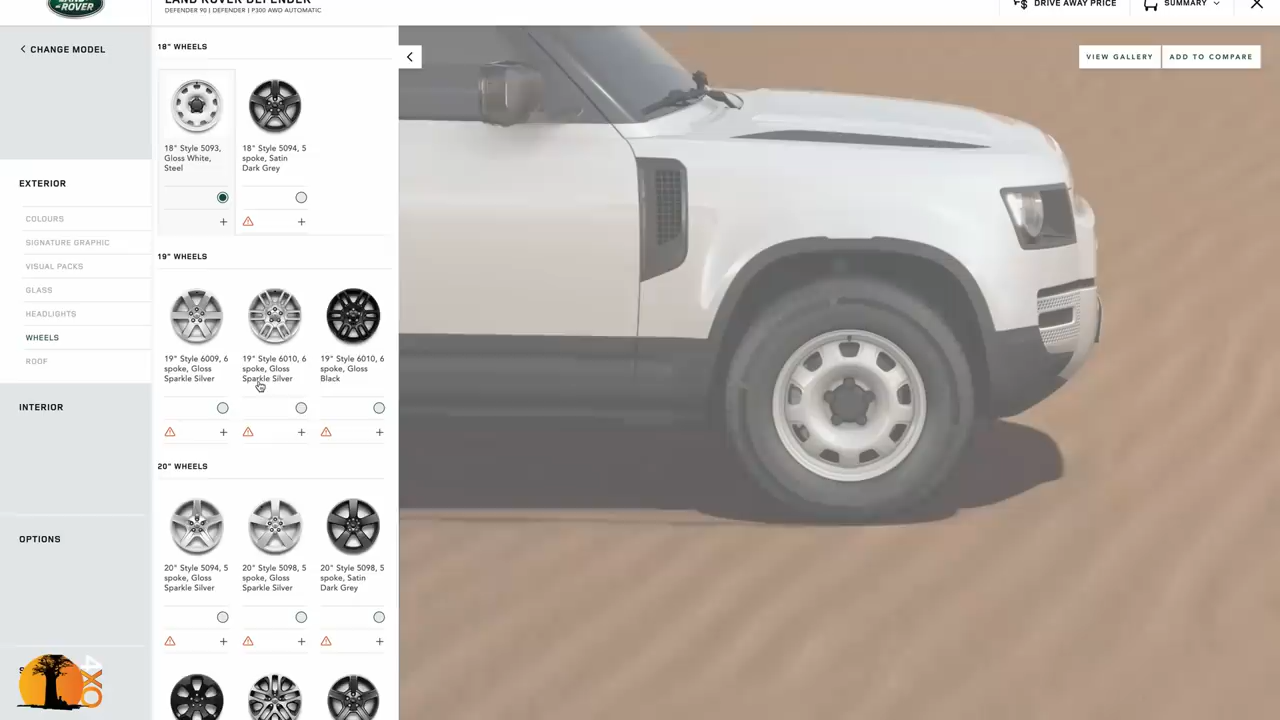 LAND-
ROVER
LAND ROVER DEFENDER
DEFENDER 90 | DEFENDER | P300 AWD AUTOMATIC
DRIVE AWAY PRICE
SUMMARY
CHANGE MODEL
EXTERIOR
COLOURS
SIGNATURE GRAPHIC
VISUAL PACKS
GLASS
HEADLIGHTS
WHEELS
ROOF
INTERIOR
OPTIONS
4XO
18" WHEELS
18" Style 5093,
Gloss White,
Steel
18" Style 5094, 5
spoke, Satin
Dark Grey
19" WHEELS
19" Style 6009, 6
spoke, Gloss
Sparkle Silver
19" Style 6010, 6
spoke, Gloss
Sparkle Silver
19" Style 6010, 6
spoke, Gloss
Black
20" WHEELS
20" Style 5094, 5
spoke, Gloss
Sparkle Silver
20" Style 5098, 5
spoke, Gloss
Sparkle Silver
20" Style 5098, 5
spoke, Satin
Dark Grey
VIEW GALLERY
ADD TO COMPARE